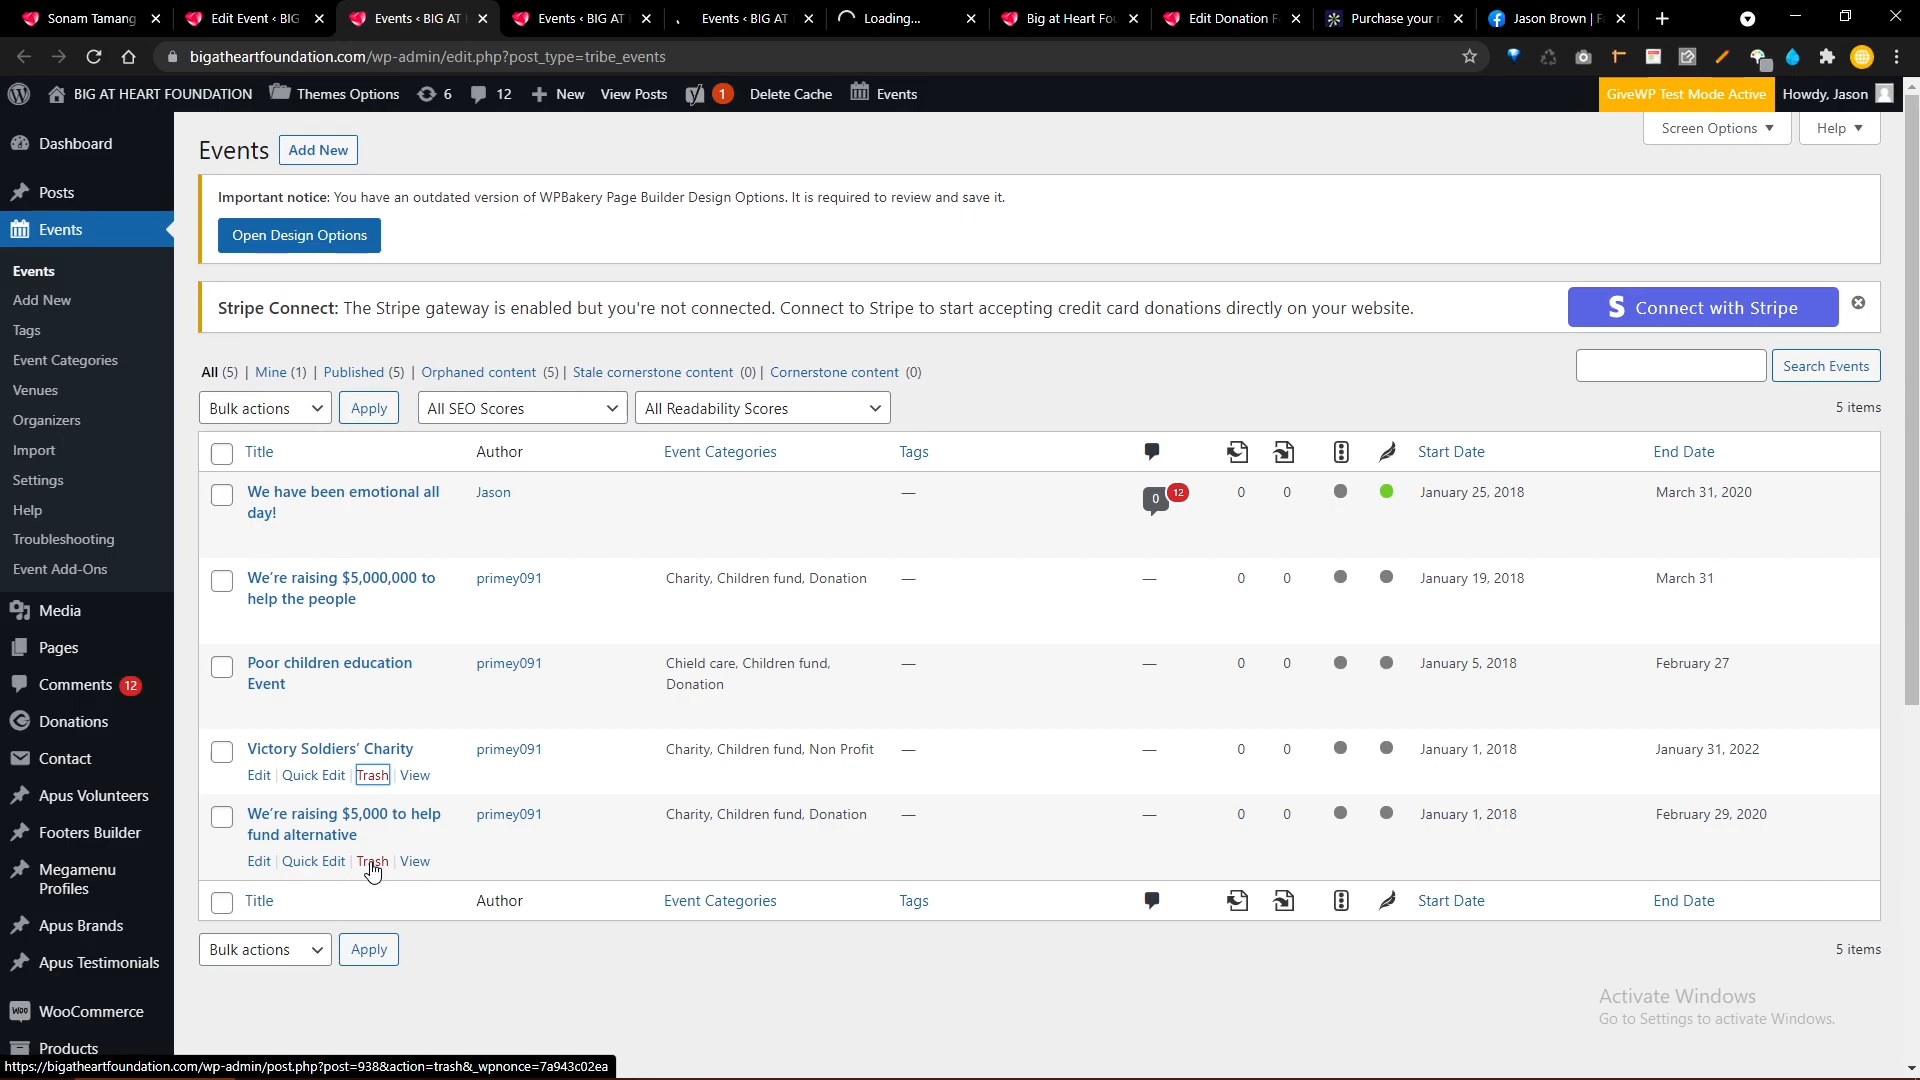 Sonam Tamang
Edit Event ‹ BIG
Events ‹ BIG AT
Events ‹ BIG AT
Events ‹ BIG AT
Loading...
Big at Heart Fou
Edit Donation F
Purchase your
Jason Brown | F
bigatheartfoundation.com/wp-admin/edit.php?post_type=tribe_events
BIG AT HEART FOUNDATION
Themes Options
6
12
New
View Posts
1
Delete Cache
Events
GiveWP Test Mode Active
Howdy, Jason
Dashboard
Posts
Events
Events
Add New
Tags
Event Categories
Venues
Organizers
Import
Settings
Help
Troubleshooting
Event Add-Ons
Media
Pages
Comments 12
Donations
Contact
Apus Volunteers
Footers Builder
Megamenu
Profiles
Apus Brands
Apus Testimonials
WooCommerce
Products
Screen Options
Help
Events
Add New
Important notice: You have an outdated version of WPBakery Page Builder Design Options. It is required to review and save it.
Open Design Options
Stripe Connect: The Stripe gateway is enabled but you're not connected. Connect to Stripe to start accepting credit card donations directly on your website.
S Connect with Stripe
All (5) | Mine (1) | Published (5) | Orphaned content (5) | Stale cornerstone content (0) | Cornerstone content (0)
Search Events
Bulk actions
Apply
All SEO Scores
All Readability Scores
5 items
Title Author Event Categories Tags Start Date End Date
We have been emotional all Jason — 0 12 0 0 January 25, 2018 March 31, 2020
day!
We're raising $5,000,000 to primey091 Charity, Children fund, Donation — — 0 0 January 19, 2018 March 31
help the people
Poor children education primey091 Chield care, Children fund, — — 0 0 January 5, 2018 February 27
Event Donation
Victory Soldiers' Charity primey091 Charity, Children fund, Non Profit — — 0 0 January 1, 2018 January 31, 2022
Edit | Quick Edit | Trash | View
We're raising $5,000 to help primey091 Charity, Children fund, Donation — — 0 0 January 1, 2018 February 29, 2020
fund alternative
Edit | Quick Edit | Trash | View
Title Author Event Categories Tags Start Date End Date
Bulk actions
Apply
5 items
Activate Windows
Go to Settings to activate Windows.
https://bigatheartfoundation.com/wp-admin/post.php?post=938&action=trash&_wpnonce=7a943c02ea